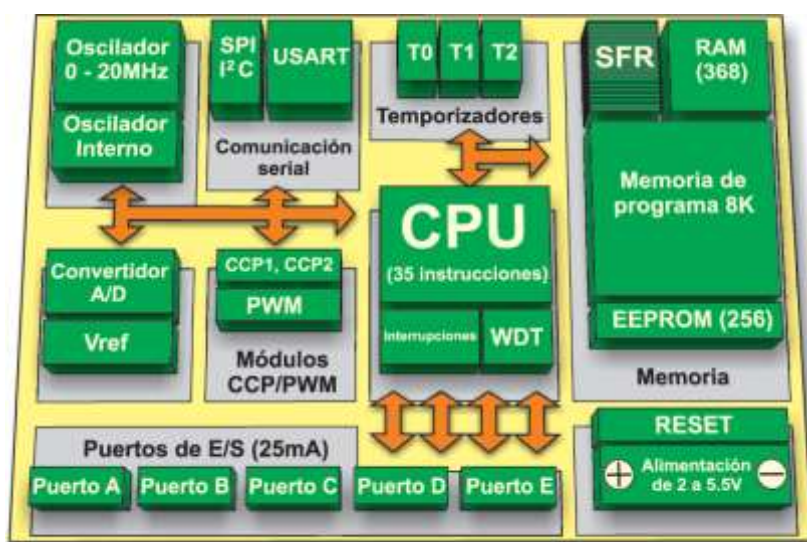 Oscilador
0 - 20MHz
Oscilador
Interno
SPI
I²C
USART
Comunicación
serial
T0
T1
T2
Temporizadores
SFR
RAM
(368)
Memoria de
programa 8K
EEPROM (256)
Memoria
CPU
(35 instrucciones)
Interrupciones
WDT
Convertidor
A/D
Vref
CCP1, CCP2
PWM
Módulos
CCP/PWM
Puertos de E/S (25mA)
Puerto A
Puerto B
Puerto C
Puerto D
Puerto E
RESET
+
Alimentación
de 2 a 5,5V
−